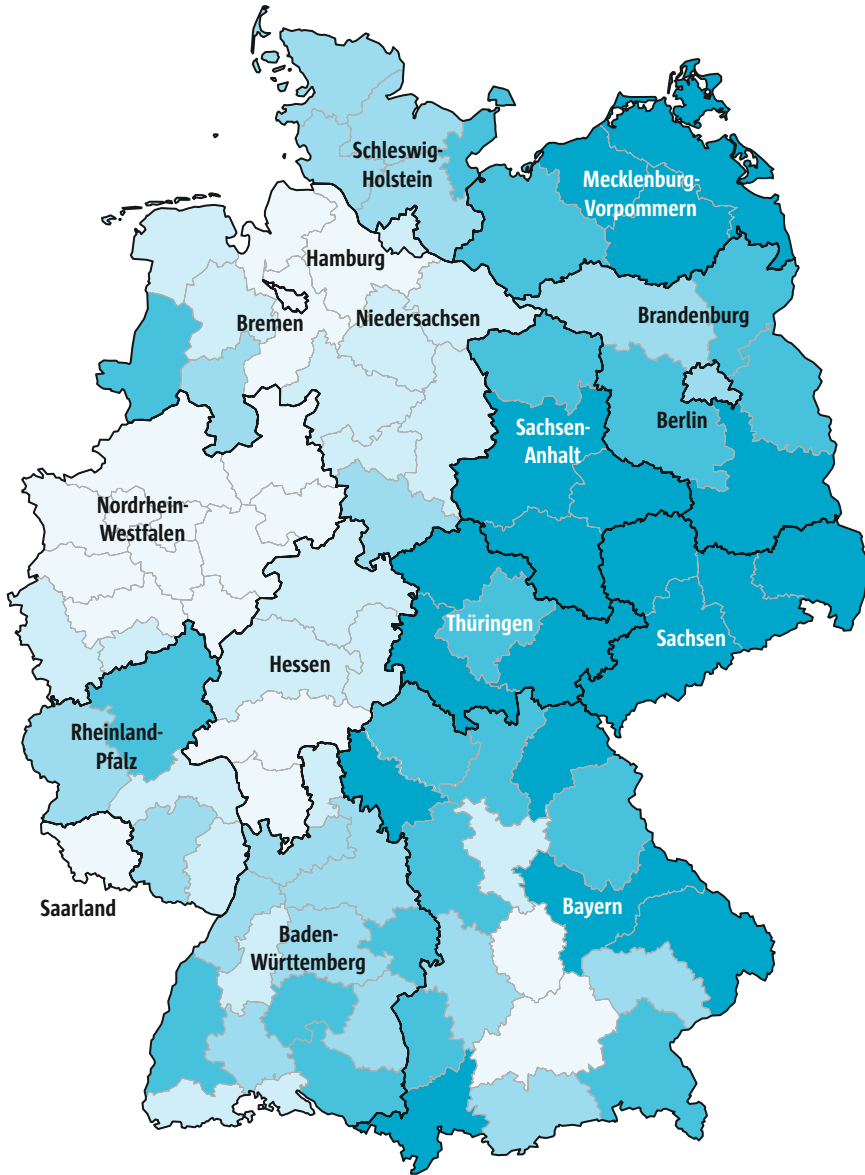 Schleswig-
Holstein
Mecklenburg-
Vorpommern
Hamburg
Bremen
Niedersachsen
Brandenburg
Berlin
Sachsen-
Anhalt
Nordrhein-
Westfalen
Thüringen
Sachsen
Hessen
Rheinland-
Pfalz
Saarland
Bayern
Baden-
Württemberg